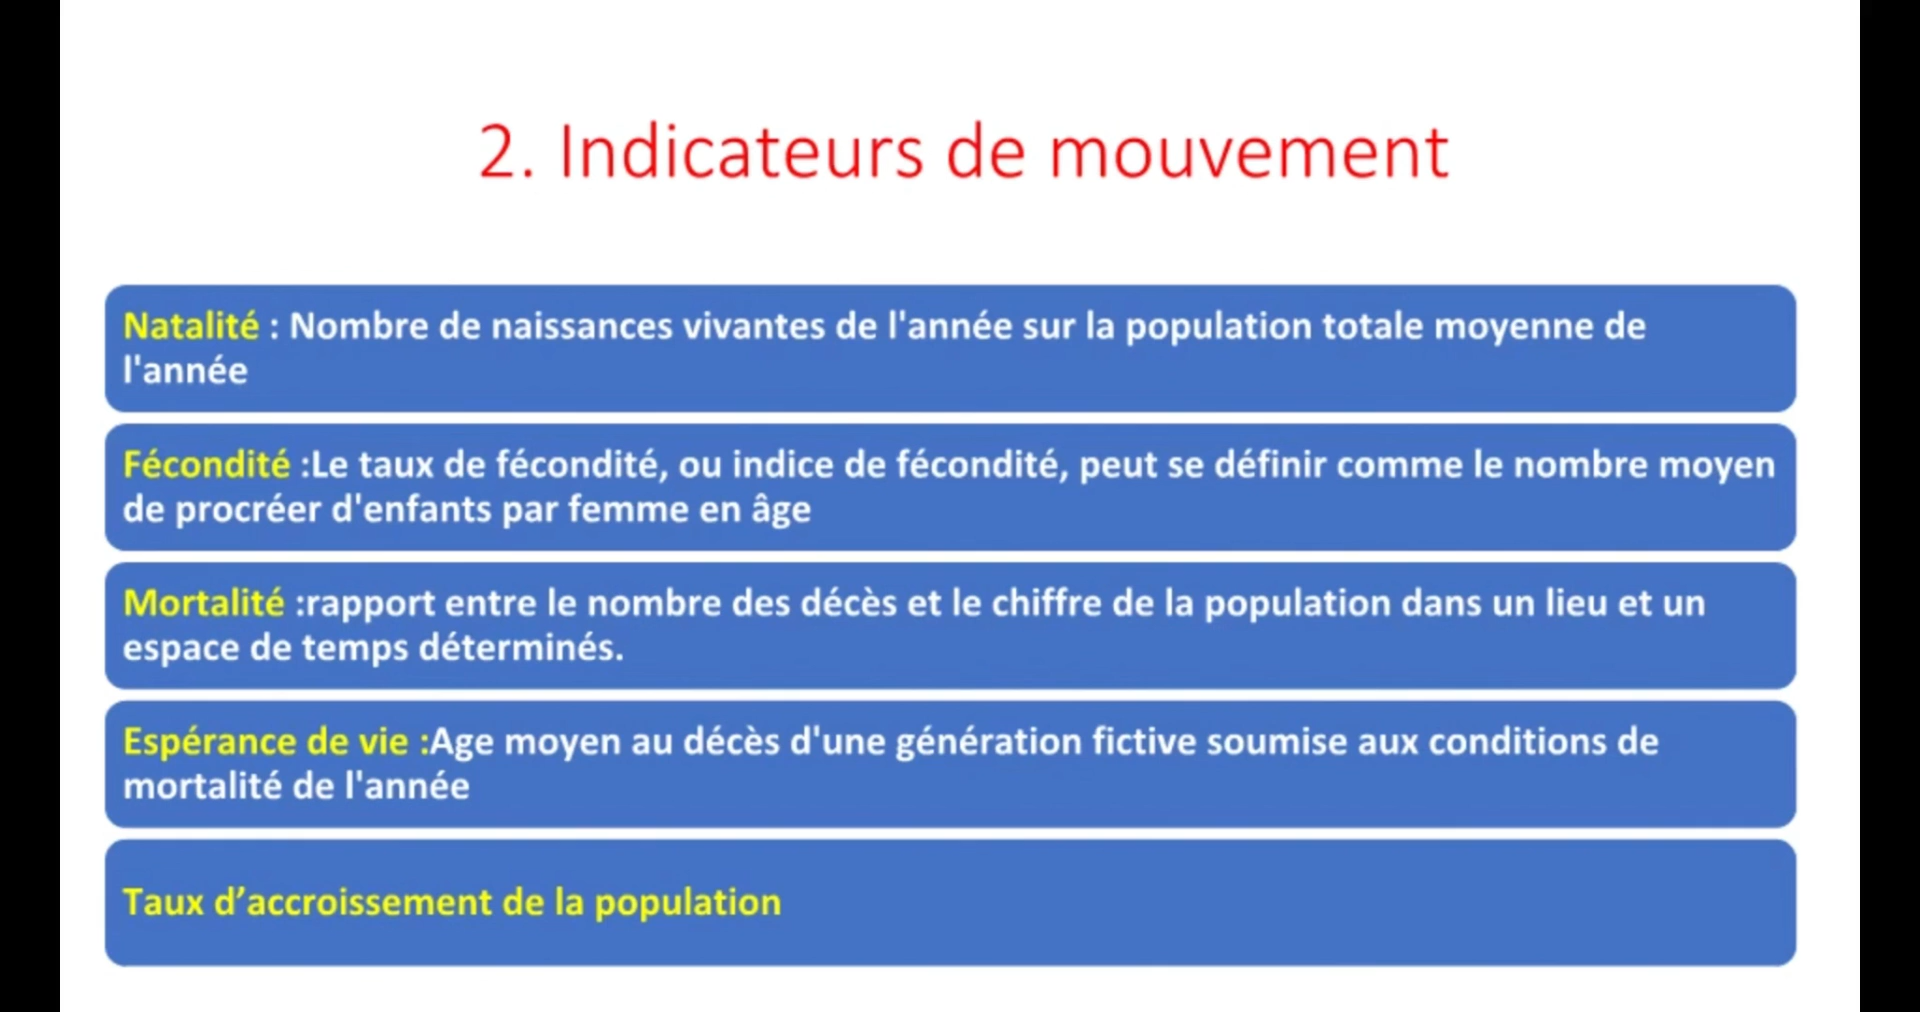 2. Indicateurs de mouvement
Natalité : Nombre de naissances vivantes de l'année sur la population totale moyenne de
l'année
Fécondité :Le taux de fécondité, ou indice de fécondité, peut se définir comme le nombre moyen
de procréer d'enfants par femme en âge
Mortalité :rapport entre le nombre des décès et le chiffre de la population dans un lieu et un
espace de temps déterminés.
Espérance de vie :Age moyen au décès d'une génération fictive soumise aux conditions de
mortalité de l'année
Taux d’accroissement de la population